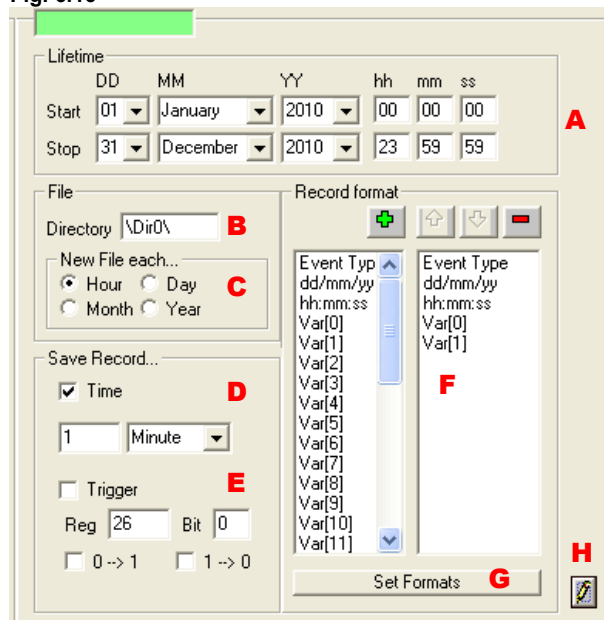 Lifetime
DD MM YY hh mm ss
Start 01 January 2010 00 00 00
A
Stop 31 December 2010 23 59 59
File
Directory \Dir0\ B
New File each...
Hour Day
C
Month Year
Save Record...
Time D
1 Minute
Trigger E
Reg 26 Bit 0
0 --> 1 1 --> 0
Record format
Event Typ
dd/mm/yy
hh:mm:ss
Var[0]
Var[1]
Var[2]
Var[3]
Var[4]
Var[5]
Var[6]
Var[7]
Var[8]
Var[9]
Var[10]
Var[11]
Event Type
dd/mm/yy
hh:mm:ss
Var[0]
Var[1]
F
Set Formats G
H